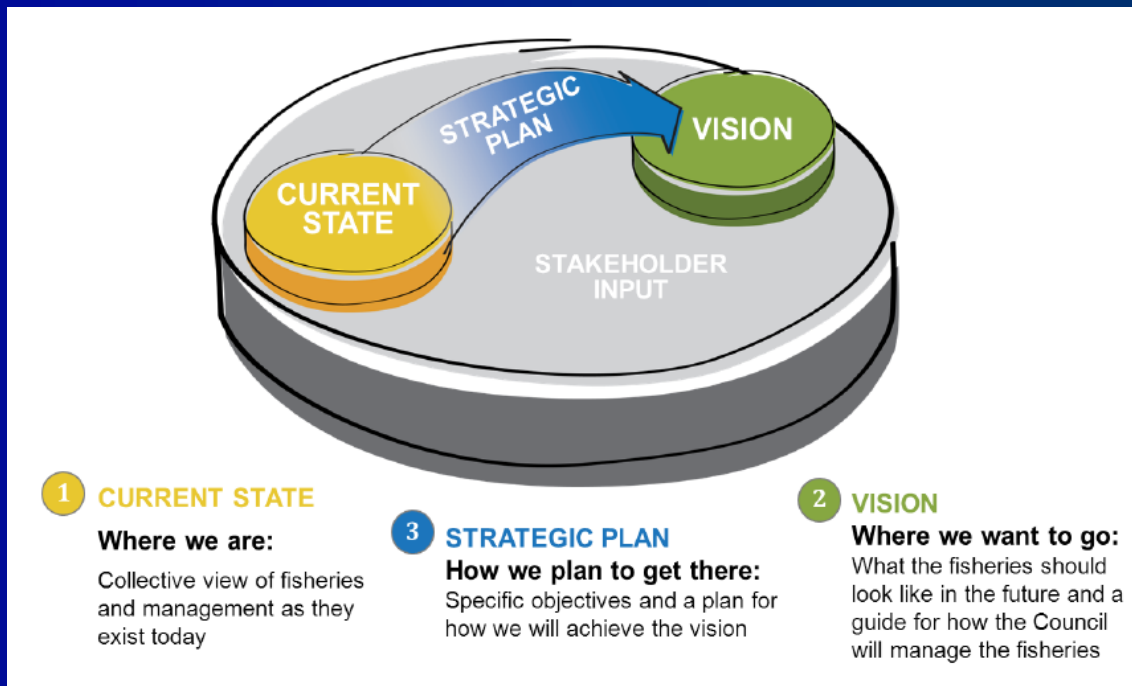 STRATEGIC
PLAN
VISION
CURRENT
STATE
STAKEHOLDER
INPUT
1 CURRENT STATE
Where we are:
Collective view of fisheries
and management as they
exist today
3 STRATEGIC PLAN
How we plan to get there:
Specific objectives and a plan for
how we will achieve the vision
2 VISION
Where we want to go:
What the fisheries should
look like in the future and a
guide for how the Council
will manage the fisheries